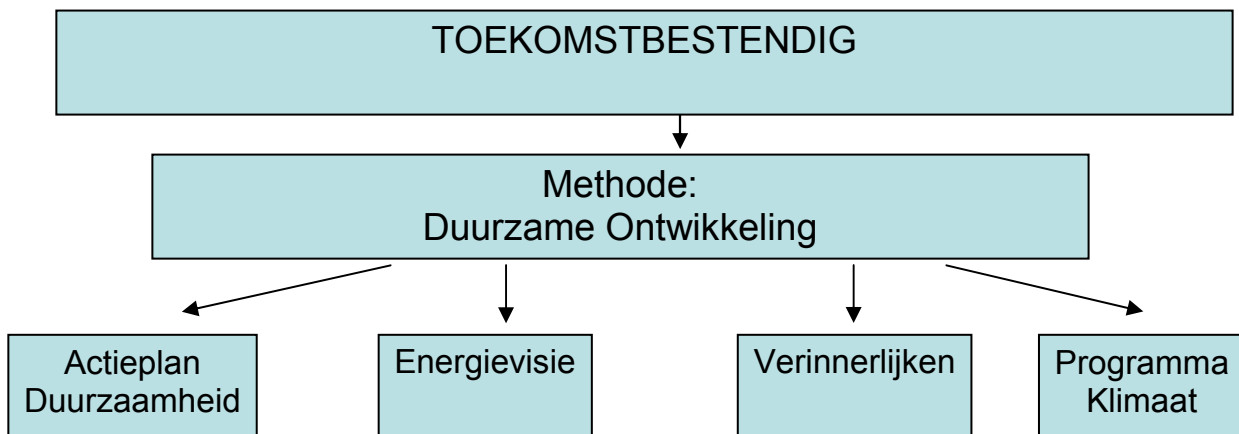 TOEKOMSTBESTENDIG
Methode:
Duurzame Ontwikkeling
Actieplan
Duurzaamheid
Energievisie
Verinnerlijken
Programma
Klimaat